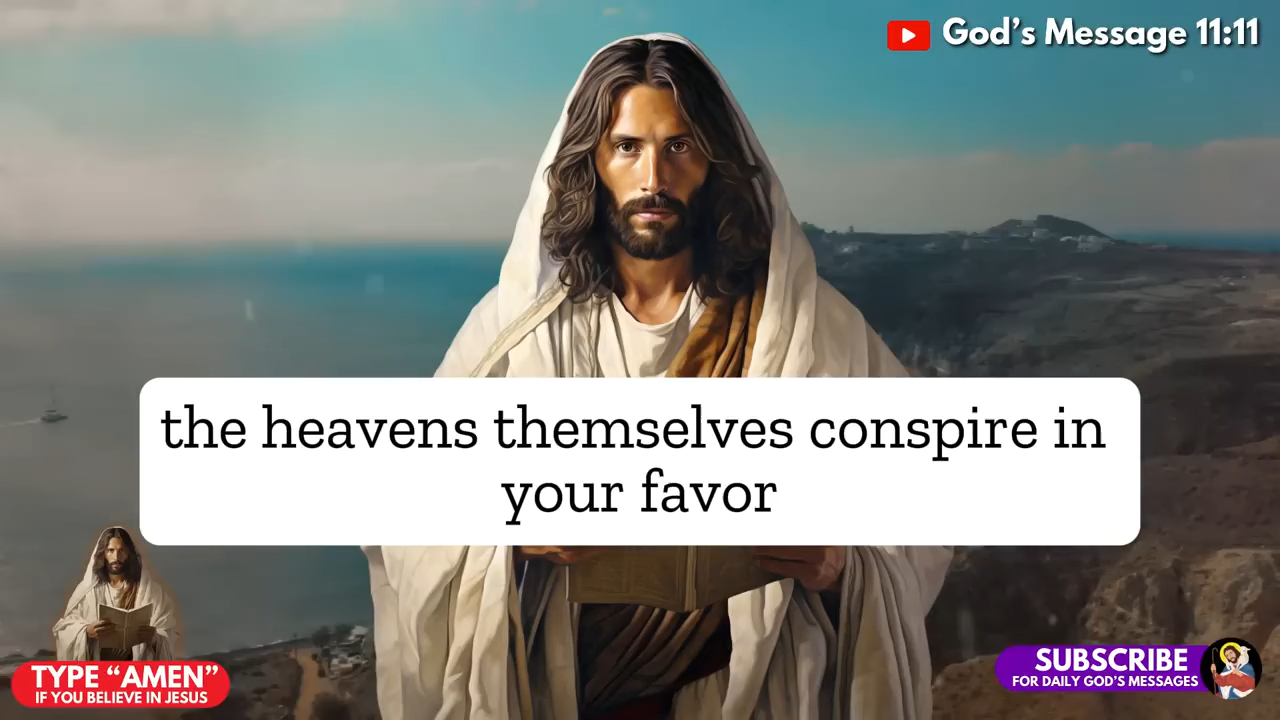 God's Message 11:11
the heavens themselves conspire in
your favor
TYPE “AMEN”
IF YOU BELIEVE IN JESUS
SUBSCRIBE
FOR DAILY GOD'S MESSAGES